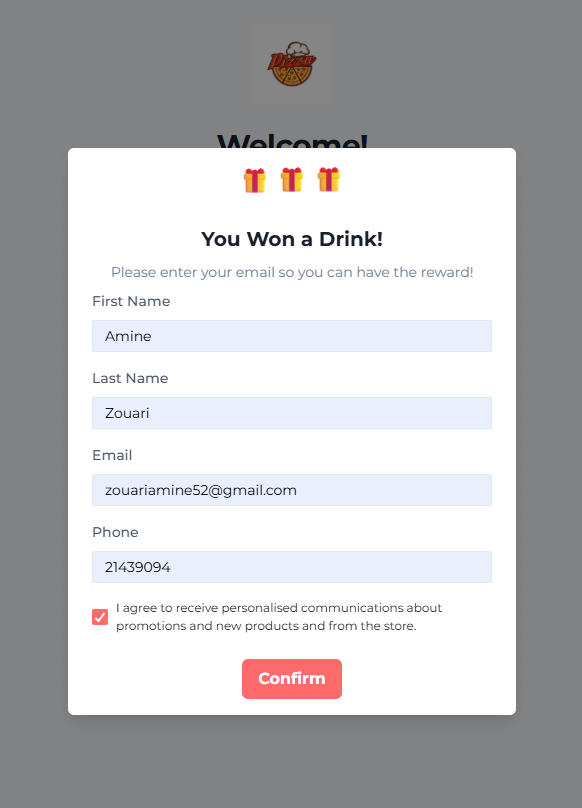 Welcome!
You Won a Drink!
Please enter your email so you can have the reward!
First Name
Amine
Last Name
Zouari
Email
zouariamine52@gmail.com
Phone
21439094
I agree to receive personalised communications about
promotions and new products and from the store.
Confirm